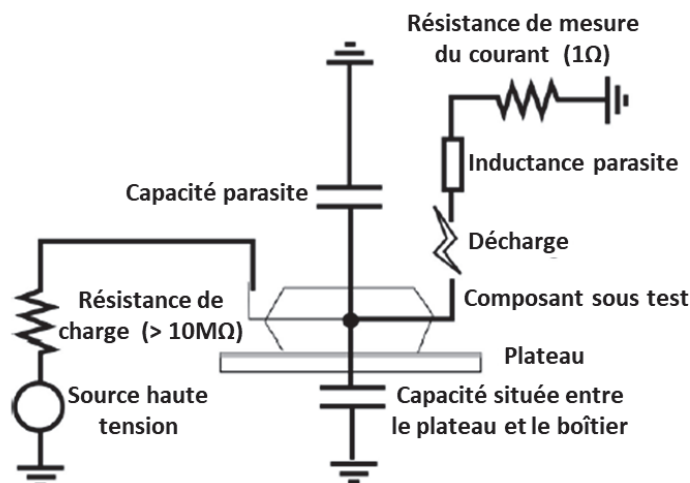 Résistance de mesure
du courant (1Ω)
Inductance parasite
Capacité parasite
Décharge
Composant sous test
Résistance de
charge (> 10MΩ)
Plateau
Source haute
tension
Capacité située entre
le plateau et le boîtier